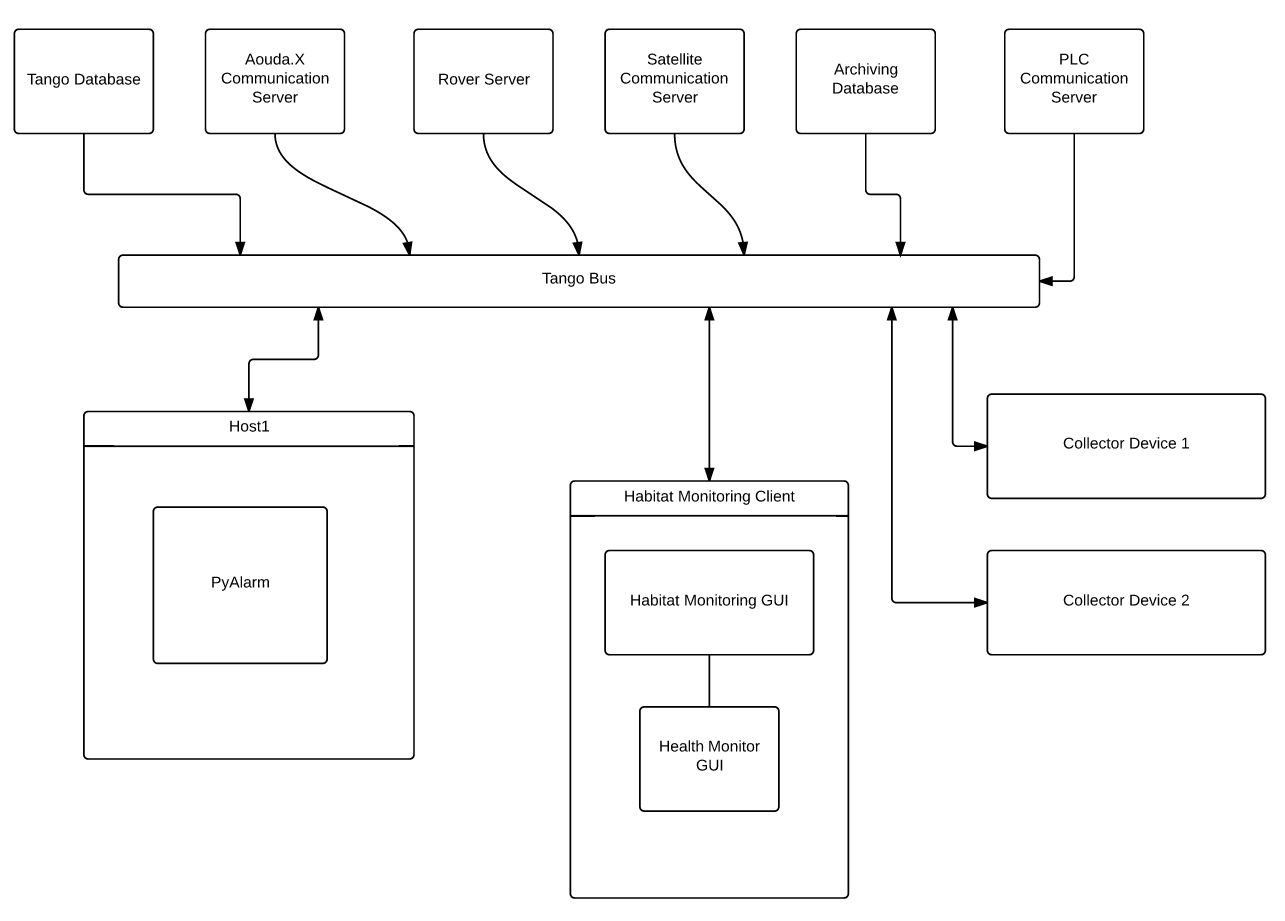 Tango Database
Aouda.X
Communication
Server
Rover Server
Satellite
Communication
Server
Archiving
Database
PLC
Communication
Server
Tango Bus
Host1
PyAlarm
Habitat Monitoring Client
Habitat Monitoring GUI
Health Monitor
GUI
Collector Device 1
Collector Device 2